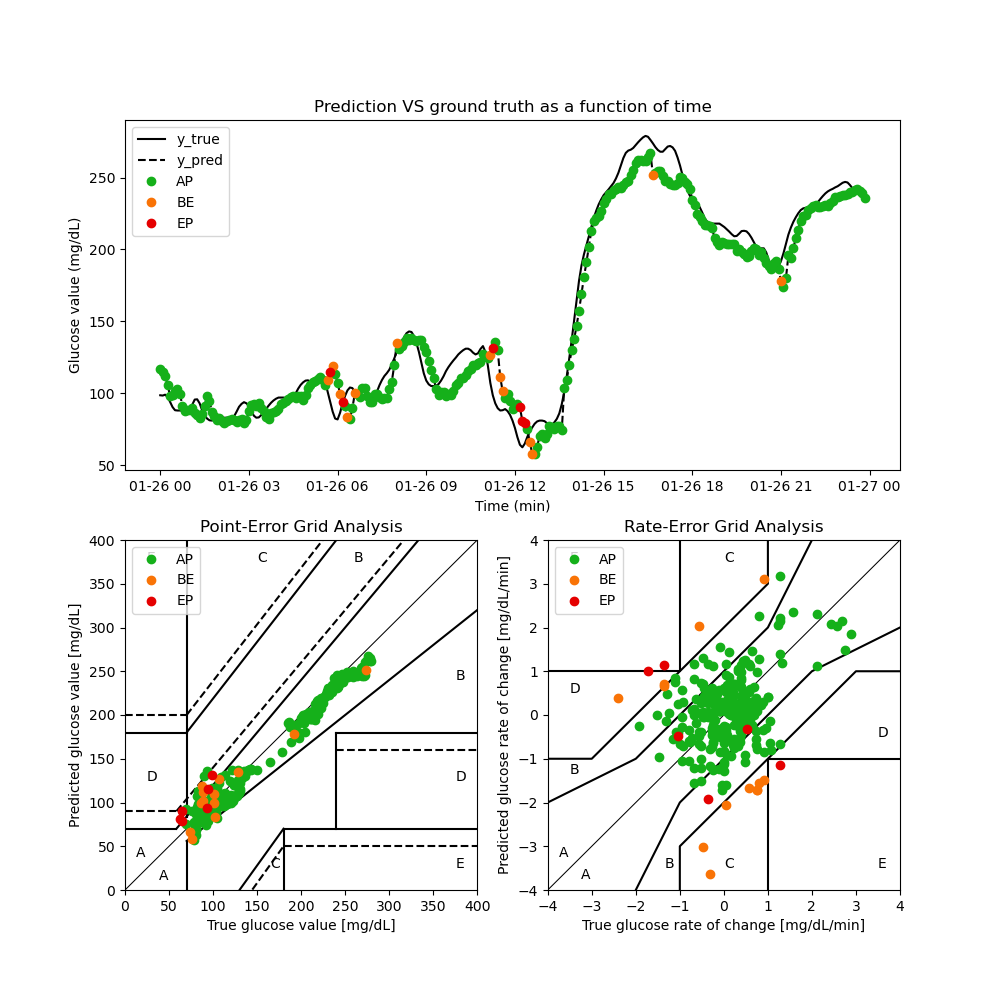 Prediction VS ground truth as a function of time
Glucose value (mg/dL)
y_true
y_pred
AP
BE
EP
250
200
150
100
50
01-26 00 01-26 03 01-26 06 01-26 09 01-26 12 01-26 15 01-26 18 01-26 21 01-27 00
Time (min)
Point-Error Grid Analysis
Predicted glucose value [mg/dL]
400
350
300
250
200
150
100
50
0
AP
BE
EP
C
B
B
D
D
A
A
C
E
0 50 100 150 200 250 300 350 400
True glucose value [mg/dL]
Rate-Error Grid Analysis
Predicted glucose rate of change [mg/dL/min]
4
3
2
1
0
−1
−2
−3
−4
AP
BE
EP
C
D
D
B
A
A
B
C
E
−4 −3 −2 −1 0 1 2 3 4
True glucose rate of change [mg/dL/min]